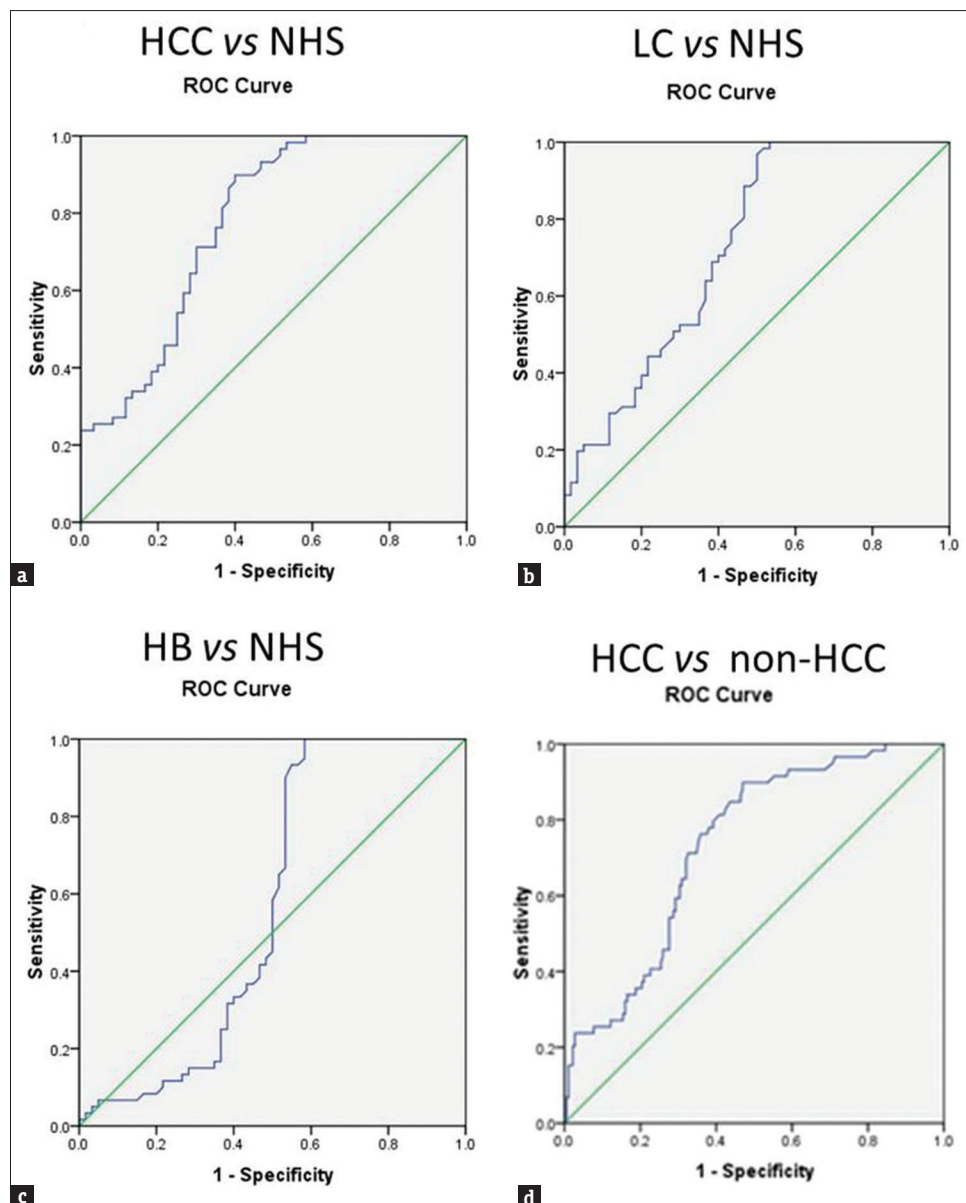 HCC vs NHS
ROC Curve
1.0
0.8
0.6
0.4
0.2
0.0
Sensitivity
0.0 0.2 0.4 0.6 0.8 1.0
1 - Specificity
a
LC vs NHS
ROC Curve
1.0
0.8
0.6
0.4
0.2
0.0
Sensitivity
0.0 0.2 0.4 0.6 0.8 1.0
1 - Specificity
b
HB vs NHS
ROC Curve
1.0
0.8
0.6
0.4
0.2
0.0
Sensitivity
0.0 0.2 0.4 0.6 0.8 1.0
1 - Specificity
c
HCC vs non-HCC
ROC Curve
1.0
0.8
0.6
0.4
0.2
0.0
Sensitivity
0.0 0.2 0.4 0.6 0.8 1.0
1 - Specificity
d